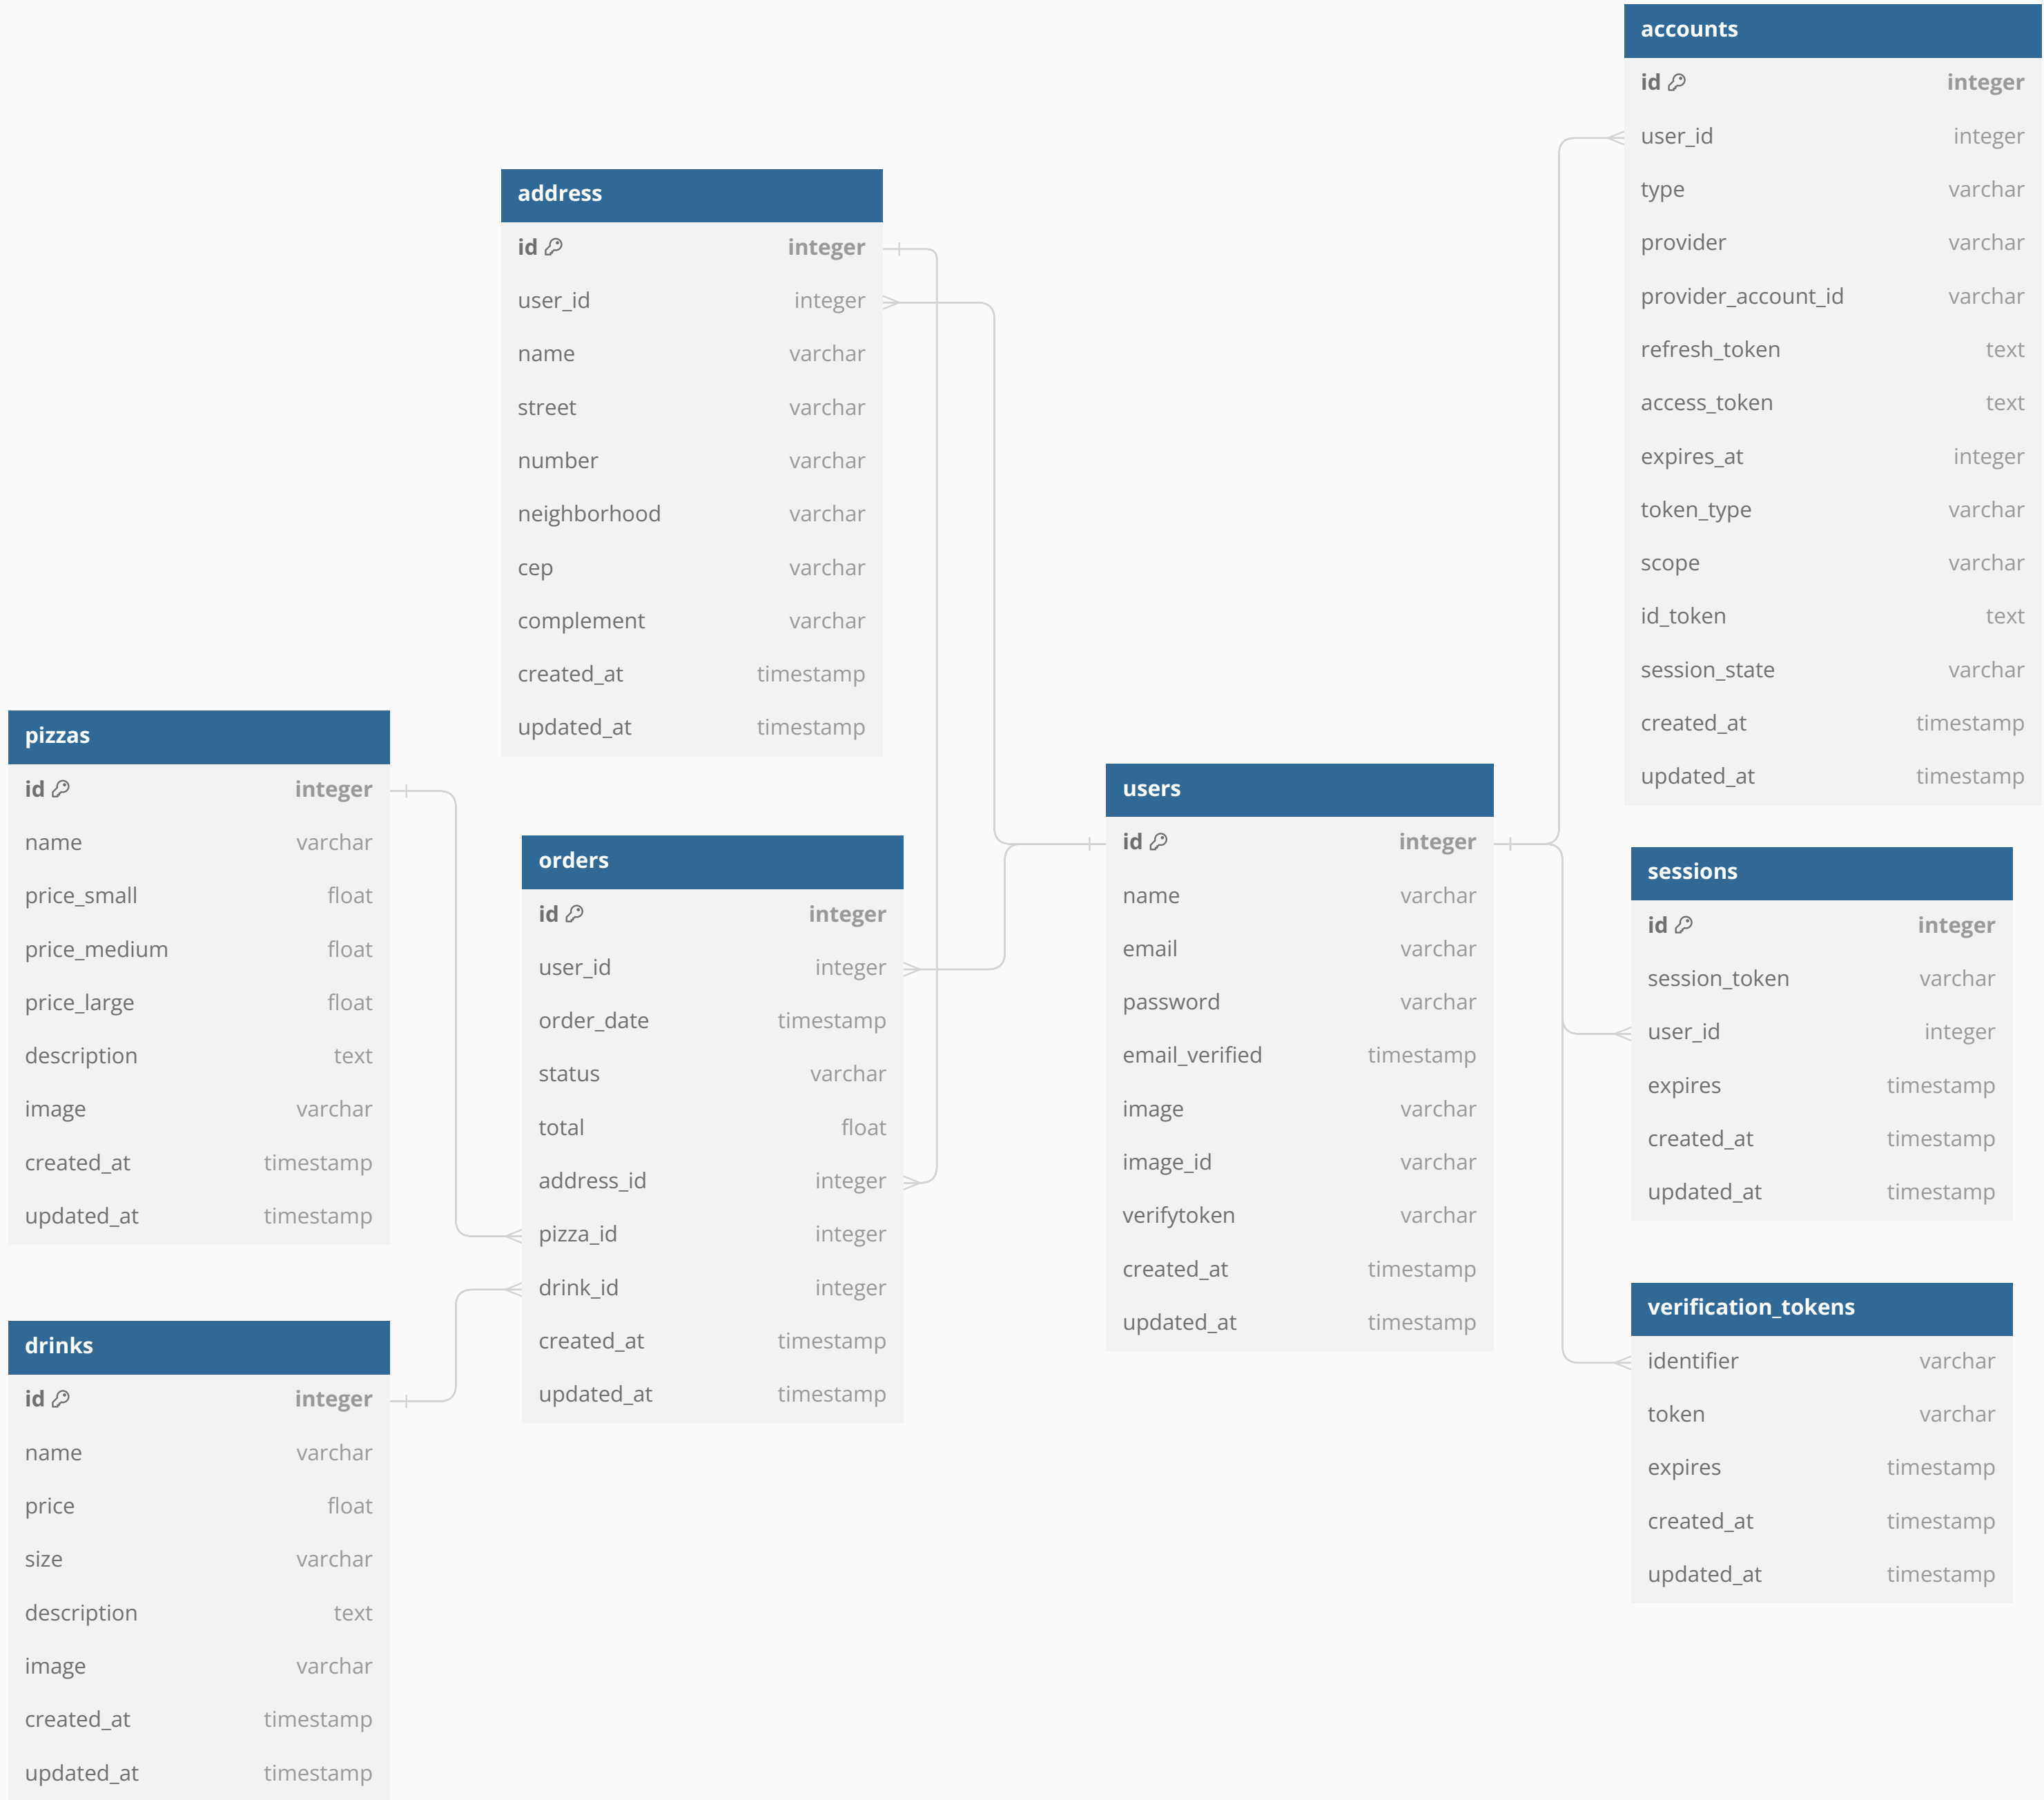 accounts
id integer
user_id integer
type varchar
provider varchar
provider_account_id varchar
refresh_token text
access_token text
expires_at integer
token_type varchar
scope varchar
id_token text
session_state varchar
created_at timestamp
updated_at timestamp
address
id integer
user_id integer
name varchar
street varchar
number varchar
neighborhood varchar
cep varchar
complement varchar
created_at timestamp
updated_at timestamp
pizzas
id integer
name varchar
price_small float
price_medium float
price_large float
description text
image varchar
created_at timestamp
updated_at timestamp
orders
id integer
user_id integer
order_date timestamp
status varchar
total float
address_id integer
pizza_id integer
drink_id integer
created_at timestamp
updated_at timestamp
users
id integer
name varchar
email varchar
password varchar
email_verified timestamp
image varchar
image_id varchar
verifytoken varchar
created_at timestamp
updated_at timestamp
sessions
id integer
session_token varchar
user_id integer
expires timestamp
created_at timestamp
updated_at timestamp
verification_tokens
identifier varchar
token varchar
expires timestamp
created_at timestamp
updated_at timestamp
drinks
id integer
name varchar
price float
size varchar
description text
image varchar
created_at timestamp
updated_at timestamp